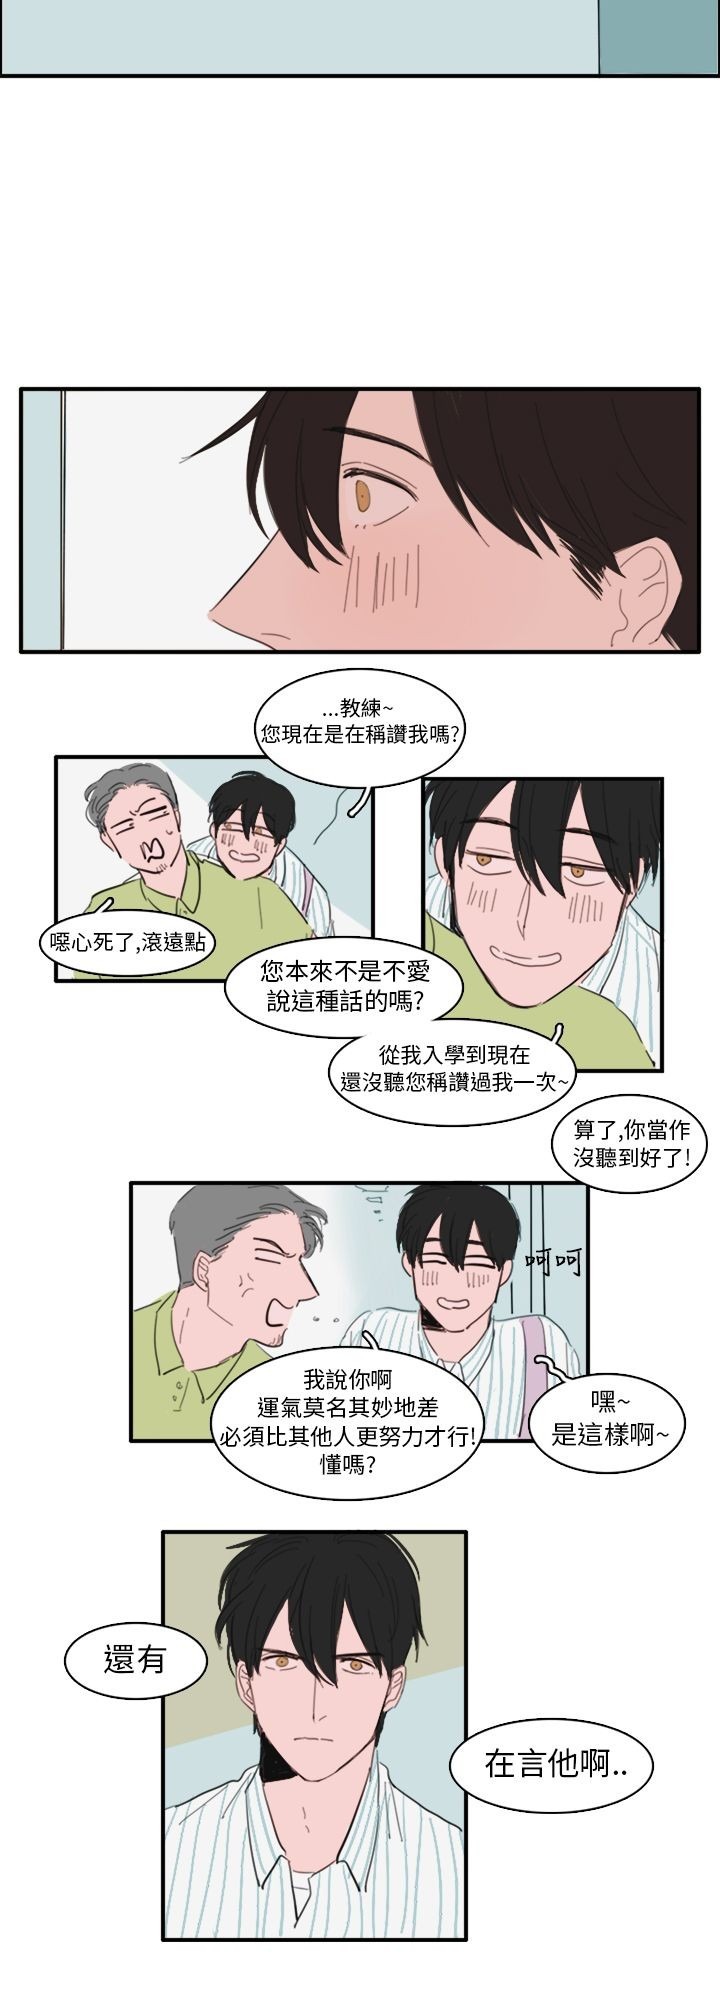 ...教練~
您現在是在稱讚我嗎?
噁心死了,滾遠點
您本來不是不愛
說這種話的嗎?
從我入學到現在
還沒聽您稱讚過我一次~
算了,你當作
沒聽到好了!
呵呵
我說你啊
運氣莫名其妙地差
必須比其他人更努力才行!
懂嗎?
嘿~
是這樣啊~
還有
在言他啊..